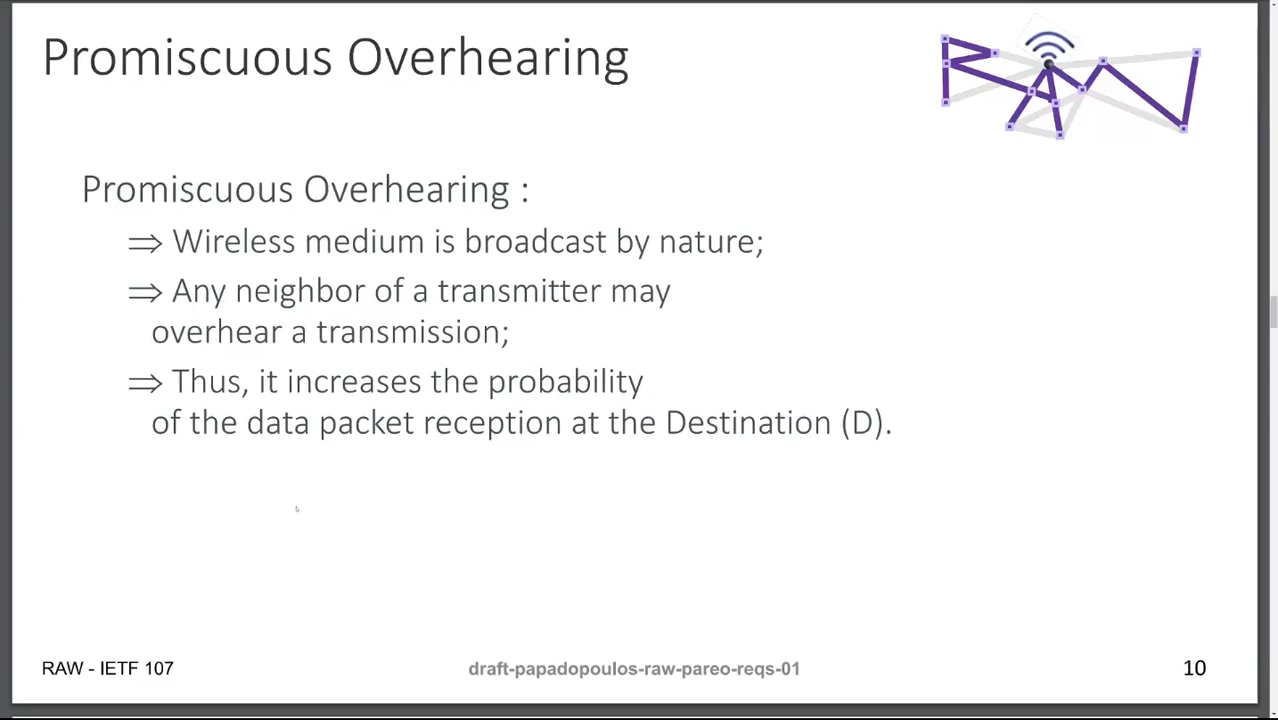 Promiscuous Overhearing
Promiscuous Overhearing :
⇒ Wireless medium is broadcast by nature;
⇒ Any neighbor of a transmitter may
overhear a transmission;
⇒ Thus, it increases the probability
of the data packet reception at the Destination (D).
RAW - IETF 107
draft-papadopoulos-raw-pareo-reqs-01
10